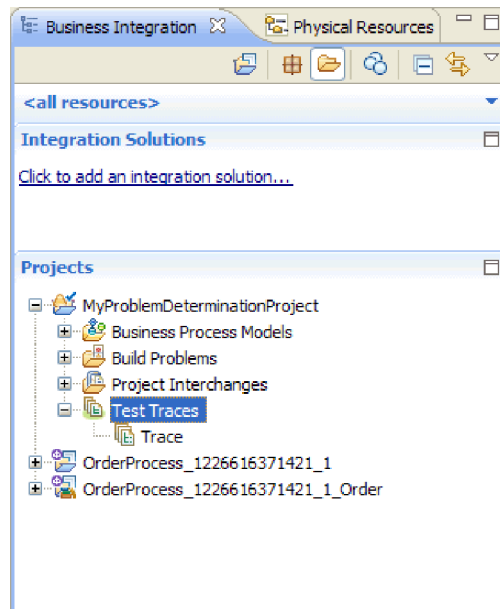 Business Integration Physical Resources
<all resources>
Integration Solutions
Click to add an integration solution...
Projects
MyProblemDeterminationProject
Business Process Models
Build Problems
Project Interchanges
Test Traces
Trace
OrderProcess_1226616371421_1
OrderProcess_1226616371421_1_Order